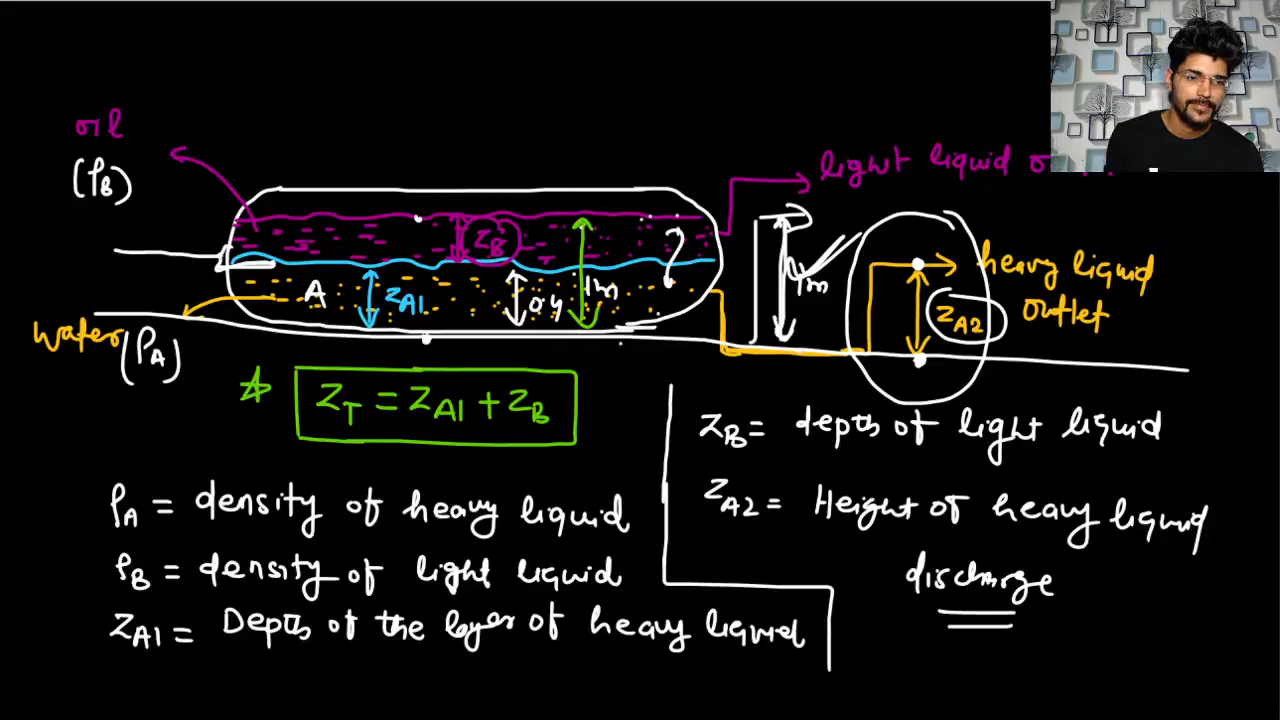 oil
(ρB)
light liquid
ZB
A
ZA1
0.4
1m
?
1m
heavy liquid
outlet
ZA2
water (ρA)
ZT = ZA1 + ZB
ZB = depth of light liquid
ZA2 = Height of heavy liquid
discharge
ρA = density of heavy liquid
ρB = density of light liquid
ZA1 = Depth of the layer of heavy liquid